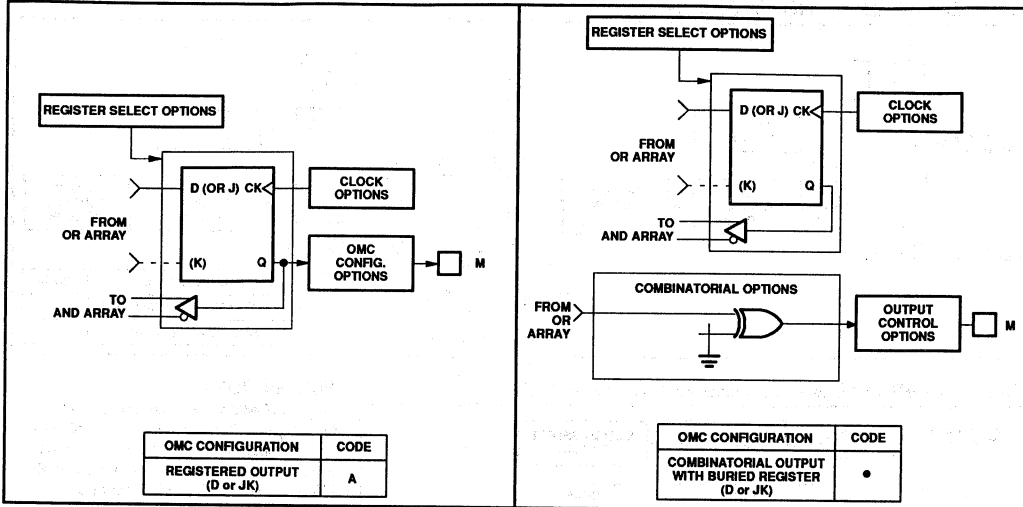 REGISTER SELECT OPTIONS
D (OR J) CK
CLOCK
OPTIONS
FROM
OR ARRAY
(K)
Q
OMC
CONFIG.
OPTIONS
M
TO
AND ARRAY
OMC CONFIGURATION
CODE
REGISTERED OUTPUT
(D or JK)
A
REGISTER SELECT OPTIONS
D (OR J) CK
CLOCK
OPTIONS
FROM
OR ARRAY
(K)
Q
TO
AND ARRAY
COMBINATORIAL OPTIONS
FROM
OR
ARRAY
OUTPUT
CONTROL
OPTIONS
M
OMC CONFIGURATION
CODE
COMBINATORIAL OUTPUT
WITH BURIED REGISTER
(D or JK)
•